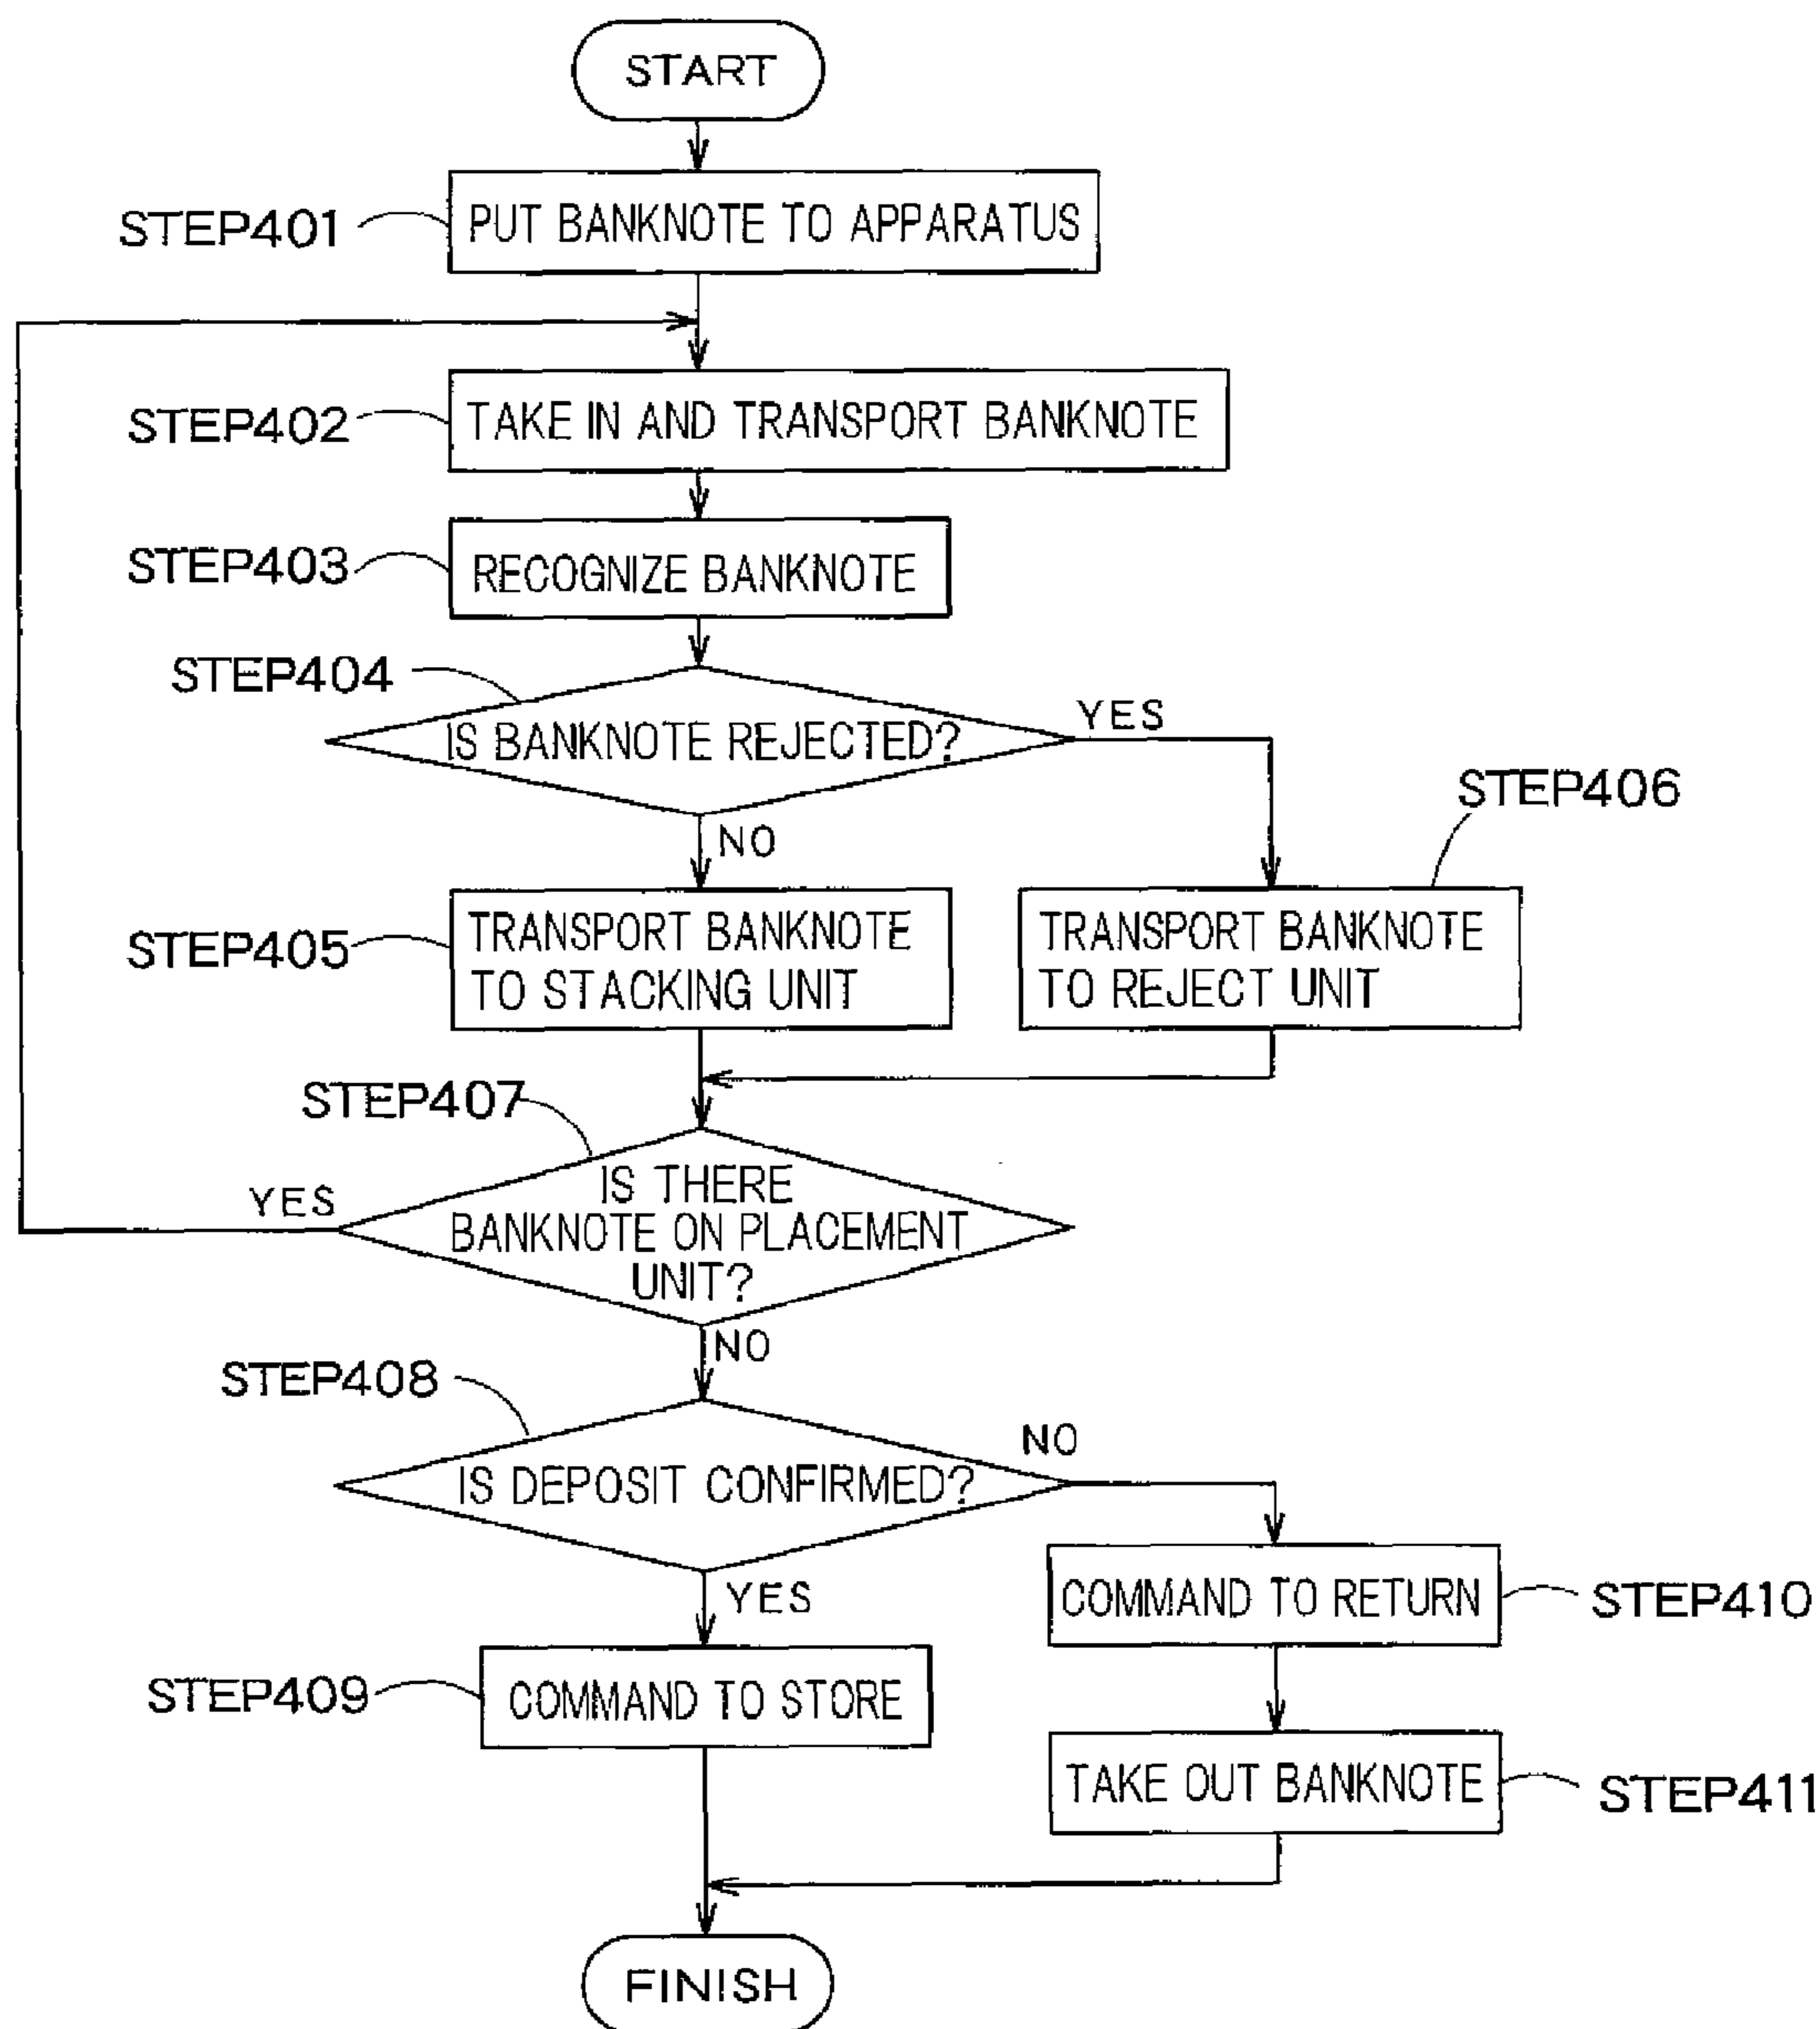 START
STEP401
PUT BANKNOTE TO APPARATUS
STEP402
TAKE IN AND TRANSPORT BANKNOTE
STEP403
RECOGNIZE BANKNOTE
STEP404
IS BANKNOTE REJECTED?
YES
NO
STEP406
STEP405
TRANSPORT BANKNOTE
TO STACKING UNIT
TRANSPORT BANKNOTE
TO REJECT UNIT
STEP407
IS THERE
BANKNOTE ON PLACEMENT
UNIT?
YES
NO
STEP408
IS DEPOSIT CONFIRMED?
NO
YES
COMMAND TO RETURN
STEP410
STEP409
COMMAND TO STORE
TAKE OUT BANKNOTE
STEP411
FINISH